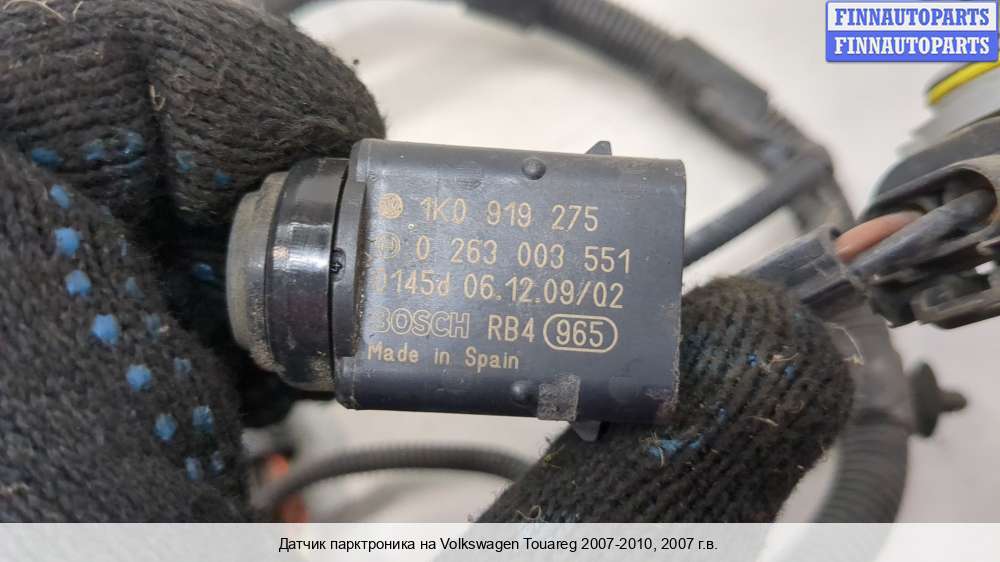 FINNAUTOPARTS
FINNAUTOPARTS
1K0 919 275
0 263 003 551
0145d 06.12.09/02
BOSCH RB4 965
Made in Spain
Датчик парктроника на Volkswagen Touareg 2007-2010, 2007 г.в.